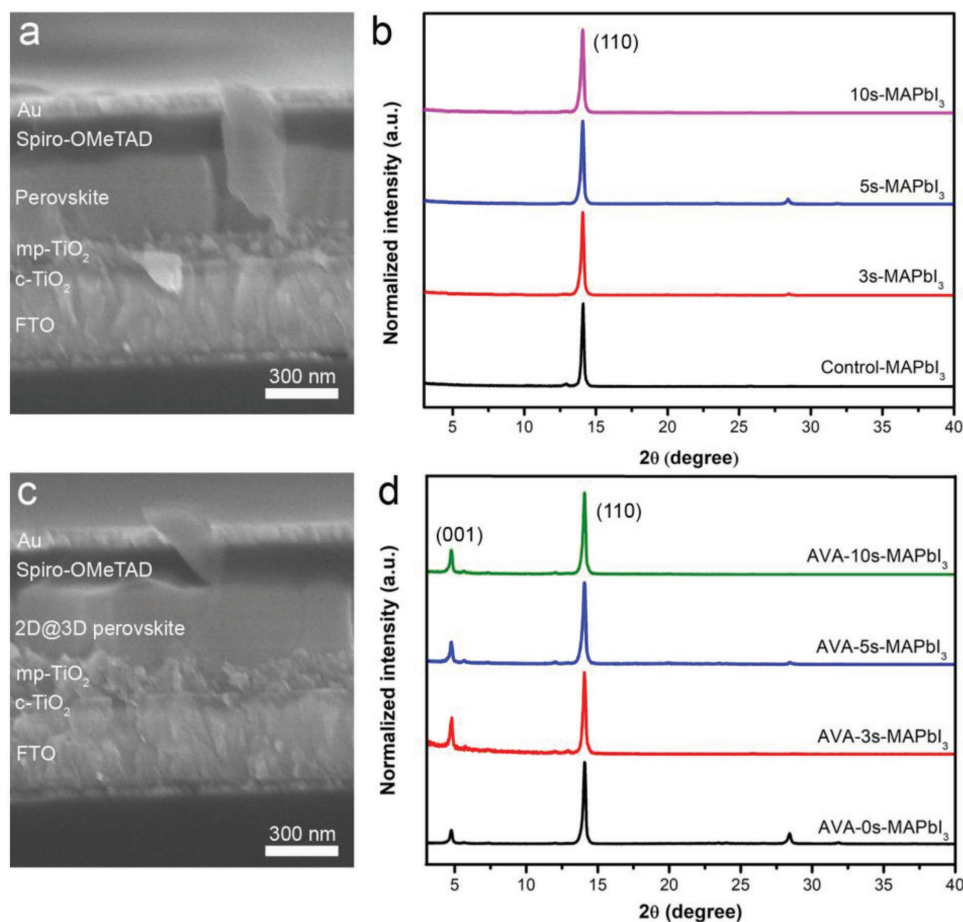 a
Au
Spiro-OMeTAD
Perovskite
mp-TiO₂
c-TiO₂
FTO
300 nm
b
Normalized intensity (a.u.)
(110)
10s-MAPbI₃
5s-MAPbI₃
3s-MAPbI₃
Control-MAPbI₃
5 10 15 20 25 30 35 40
2θ (degree)
c
Au
Spiro-OMeTAD
2D@3D perovskite
mp-TiO₂
c-TiO₂
FTO
300 nm
d
Normalized intensity (a.u.)
(001)
(110)
AVA-10s-MAPbI₃
AVA-5s-MAPbI₃
AVA-3s-MAPbI₃
AVA-0s-MAPbI₃
5 10 15 20 25 30 35 40
2θ (degree)